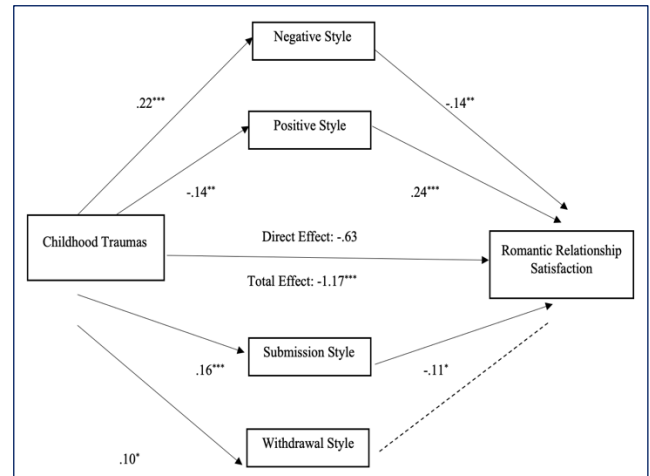 Negative Style
.22***
-.14**
Positive Style
-.14**
.24***
Childhood Traumas
Direct Effect: -.63
Romantic Relationship
Satisfaction
Total Effect: -1.17***
Submission Style
.16***
-.11*
Withdrawal Style
.10*